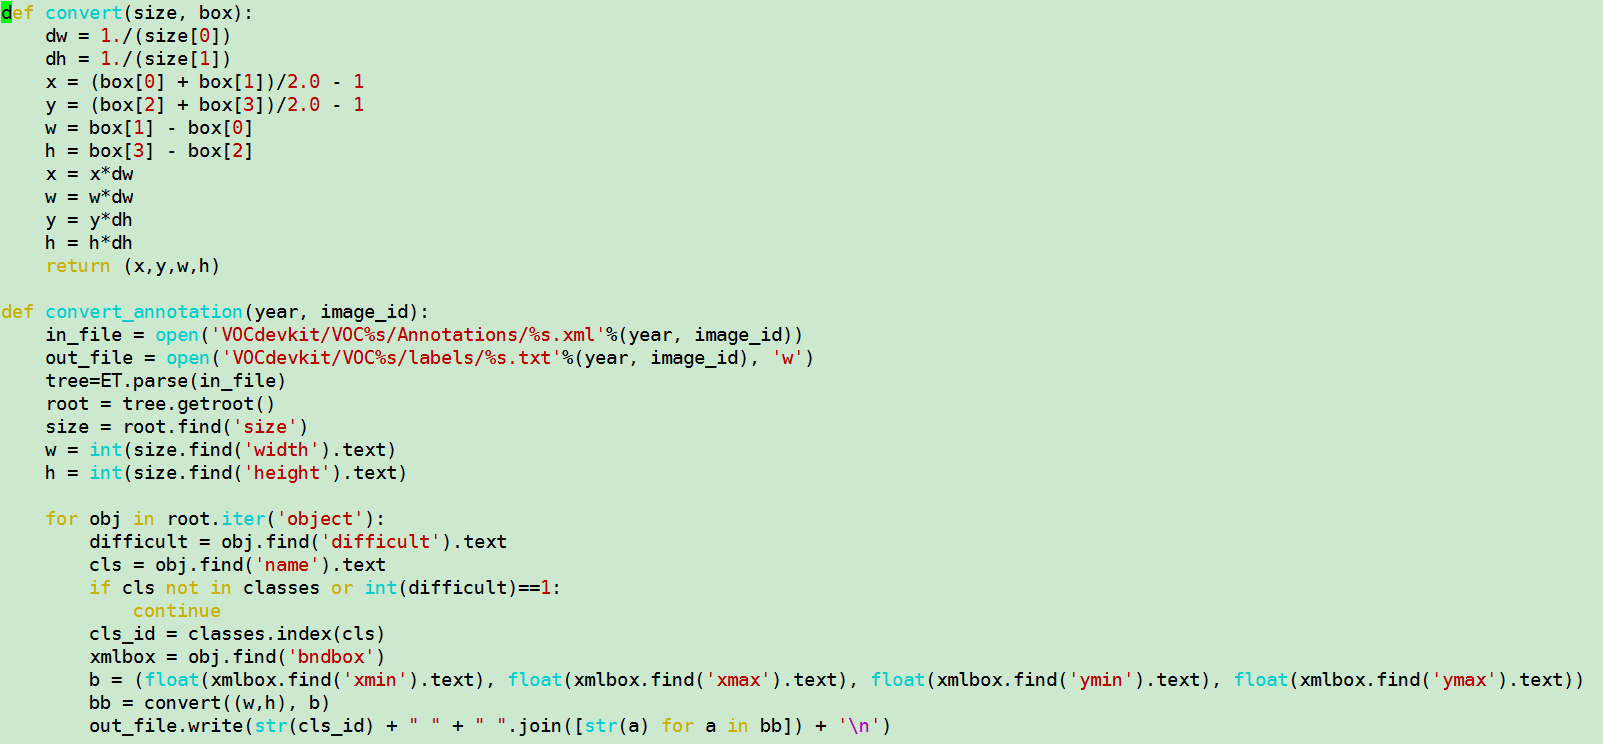 def convert(size, box):
    dw = 1./(size[0])
    dh = 1./(size[1])
    x = (box[0] + box[1])/2.0 - 1
    y = (box[2] + box[3])/2.0 - 1
    w = box[1] - box[0]
    h = box[3] - box[2]
    x = x*dw
    w = w*dw
    y = y*dh
    h = h*dh
    return (x,y,w,h)

def convert_annotation(year, image_id):
    in_file = open('VOCdevkit/VOC%s/Annotations/%s.xml'%(year, image_id))
    out_file = open('VOCdevkit/VOC%s/labels/%s.txt'%(year, image_id), 'w')
    tree=ET.parse(in_file)
    root = tree.getroot()
    size = root.find('size')
    w = int(size.find('width').text)
    h = int(size.find('height').text)

    for obj in root.iter('object'):
        difficult = obj.find('difficult').text
        cls = obj.find('name').text
        if cls not in classes or int(difficult)==1:
            continue
        cls_id = classes.index(cls)
        xmlbox = obj.find('bndbox')
        b = (float(xmlbox.find('xmin').text), float(xmlbox.find('xmax').text), float(xmlbox.find('ymin').text), float(xmlbox.find('ymax').text))
        bb = convert((w,h), b)
        out_file.write(str(cls_id) + " " + " ".join([str(a) for a in bb]) + '\n')